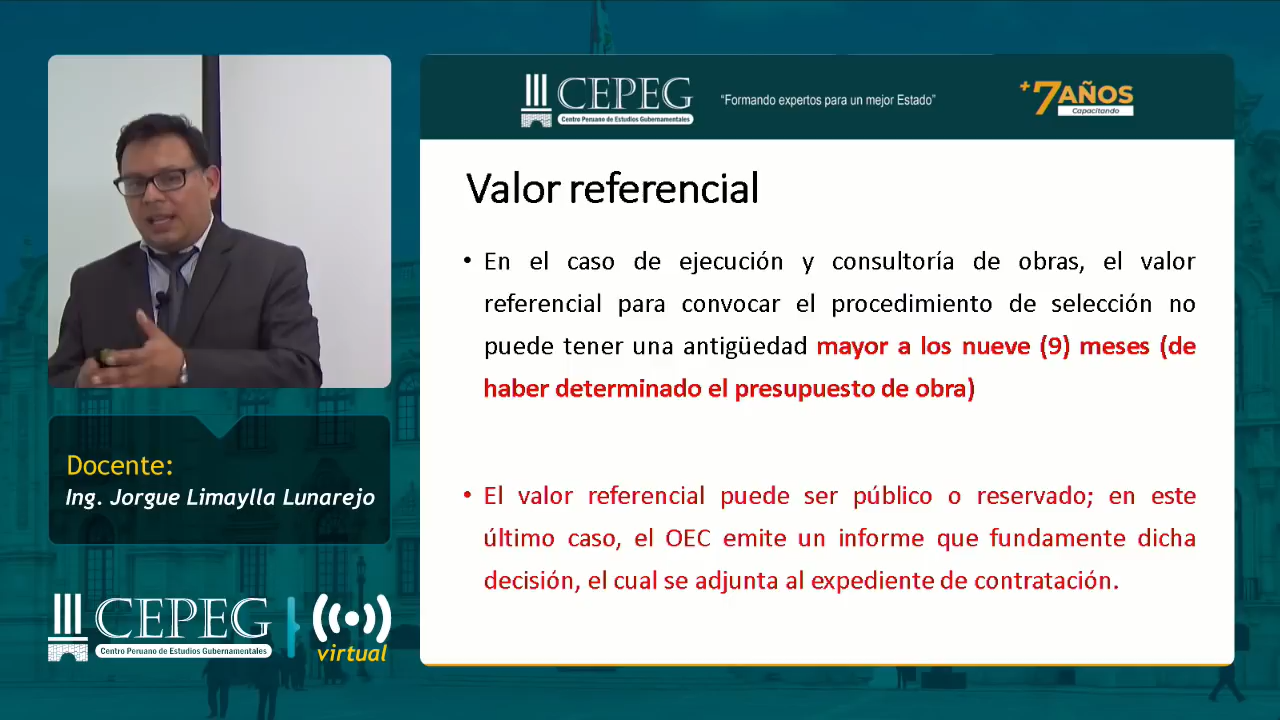 CEPEG
Centro Peruano de Estudios Gubernamentales
“Formando expertos para un mejor Estado”
+7AÑOS
Capacitando
Valor referencial
• En el caso de ejecución y consultoría de obras, el valor
referencial para convocar el procedimiento de selección no
puede tener una antigüedad mayor a los nueve (9) meses (de
haber determinado el presupuesto de obra)
• El valor referencial puede ser público o reservado; en este
último caso, el OEC emite un informe que fundamente dicha
decisión, el cual se adjunta al expediente de contratación.
Docente:
Ing. Jorgue Limaylla Lunarejo
CEPEG
Centro Peruano de Estudios Gubernamentales
virtual